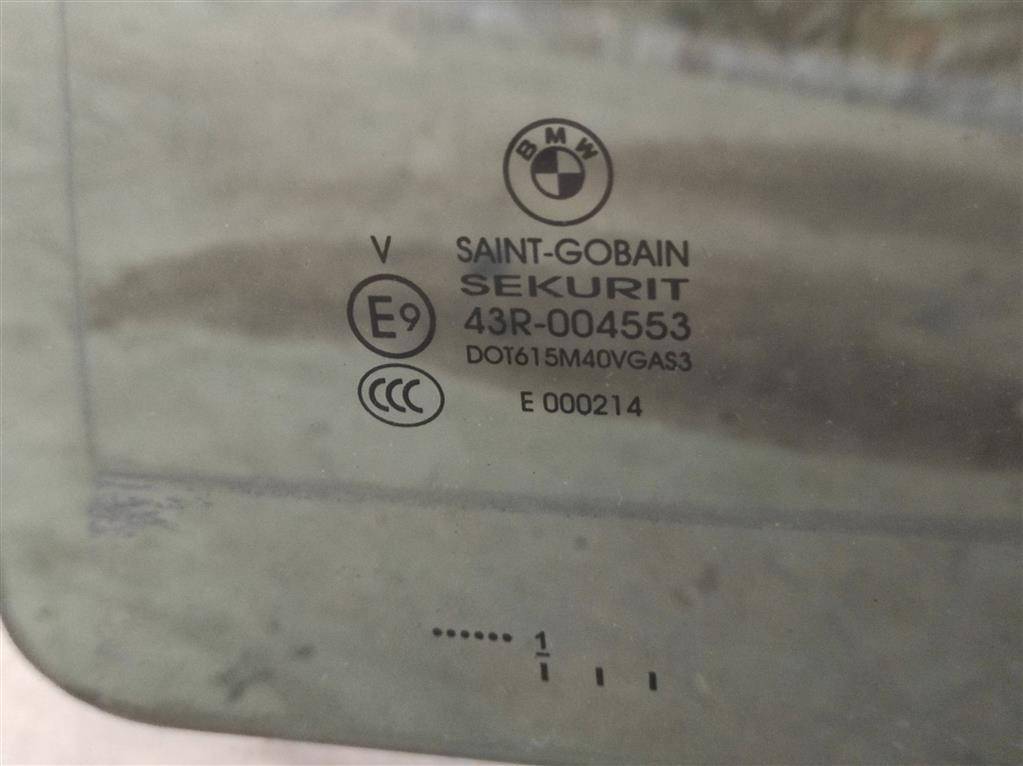 BMW
V
SAINT-GOBAIN
SEKURIT
E9
43R-004553
DOT615M40VGAS3
CCC
E 000214
...... 1
I I I